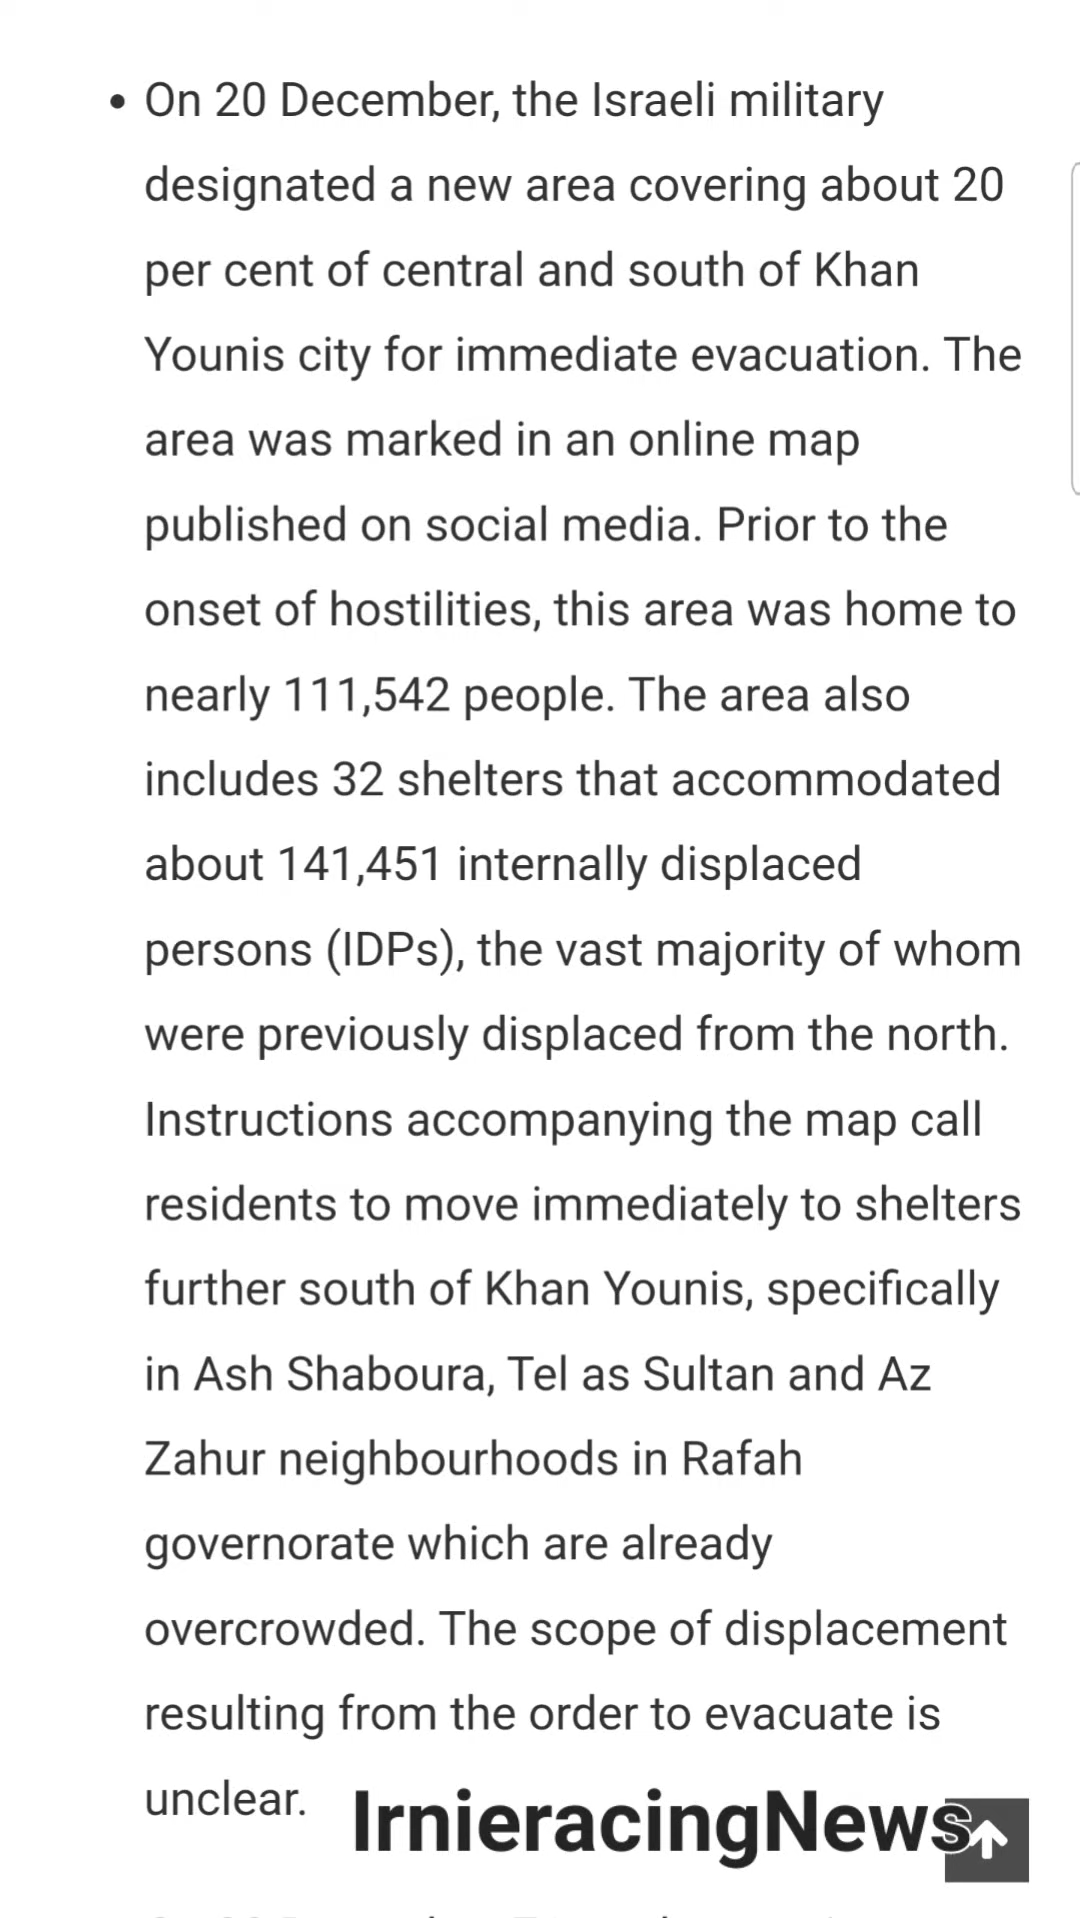 • On 20 December, the Israeli military
designated a new area covering about 20
per cent of central and south of Khan
Younis city for immediate evacuation. The
area was marked in an online map
published on social media. Prior to the
onset of hostilities, this area was home to
nearly 111,542 people. The area also
includes 32 shelters that accommodated
about 141,451 internally displaced
persons (IDPs), the vast majority of whom
were previously displaced from the north.
Instructions accompanying the map call
residents to move immediately to shelters
further south of Khan Younis, specifically
in Ash Shaboura, Tel as Sultan and Az
Zahur neighbourhoods in Rafah
governorate which are already
overcrowded. The scope of displacement
resulting from the order to evacuate is
unclear.
IrnieracingNews